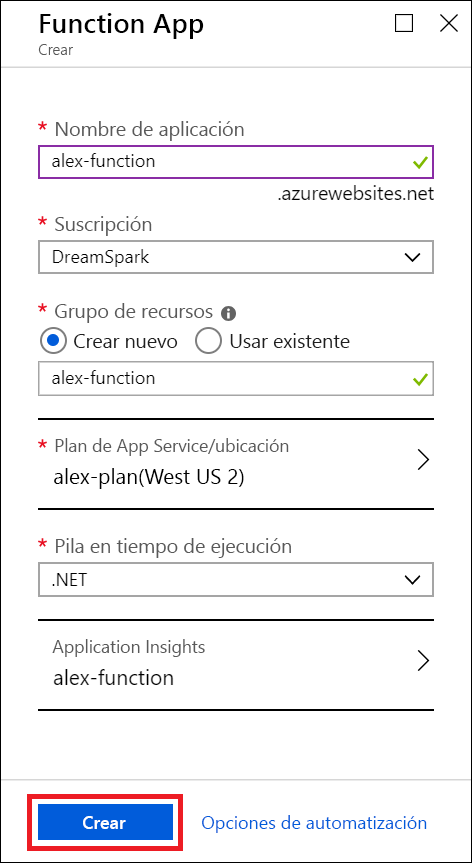 Function App
Crear
* Nombre de aplicación
alex-function
.azurewebsites.net
* Suscripción
DreamSpark
* Grupo de recursos
Crear nuevo Usar existente
alex-function
* Plan de App Service/ubicación
alex-plan(West US 2)
* Pila en tiempo de ejecución
.NET
Application Insights
alex-function
Crear Opciones de automatización